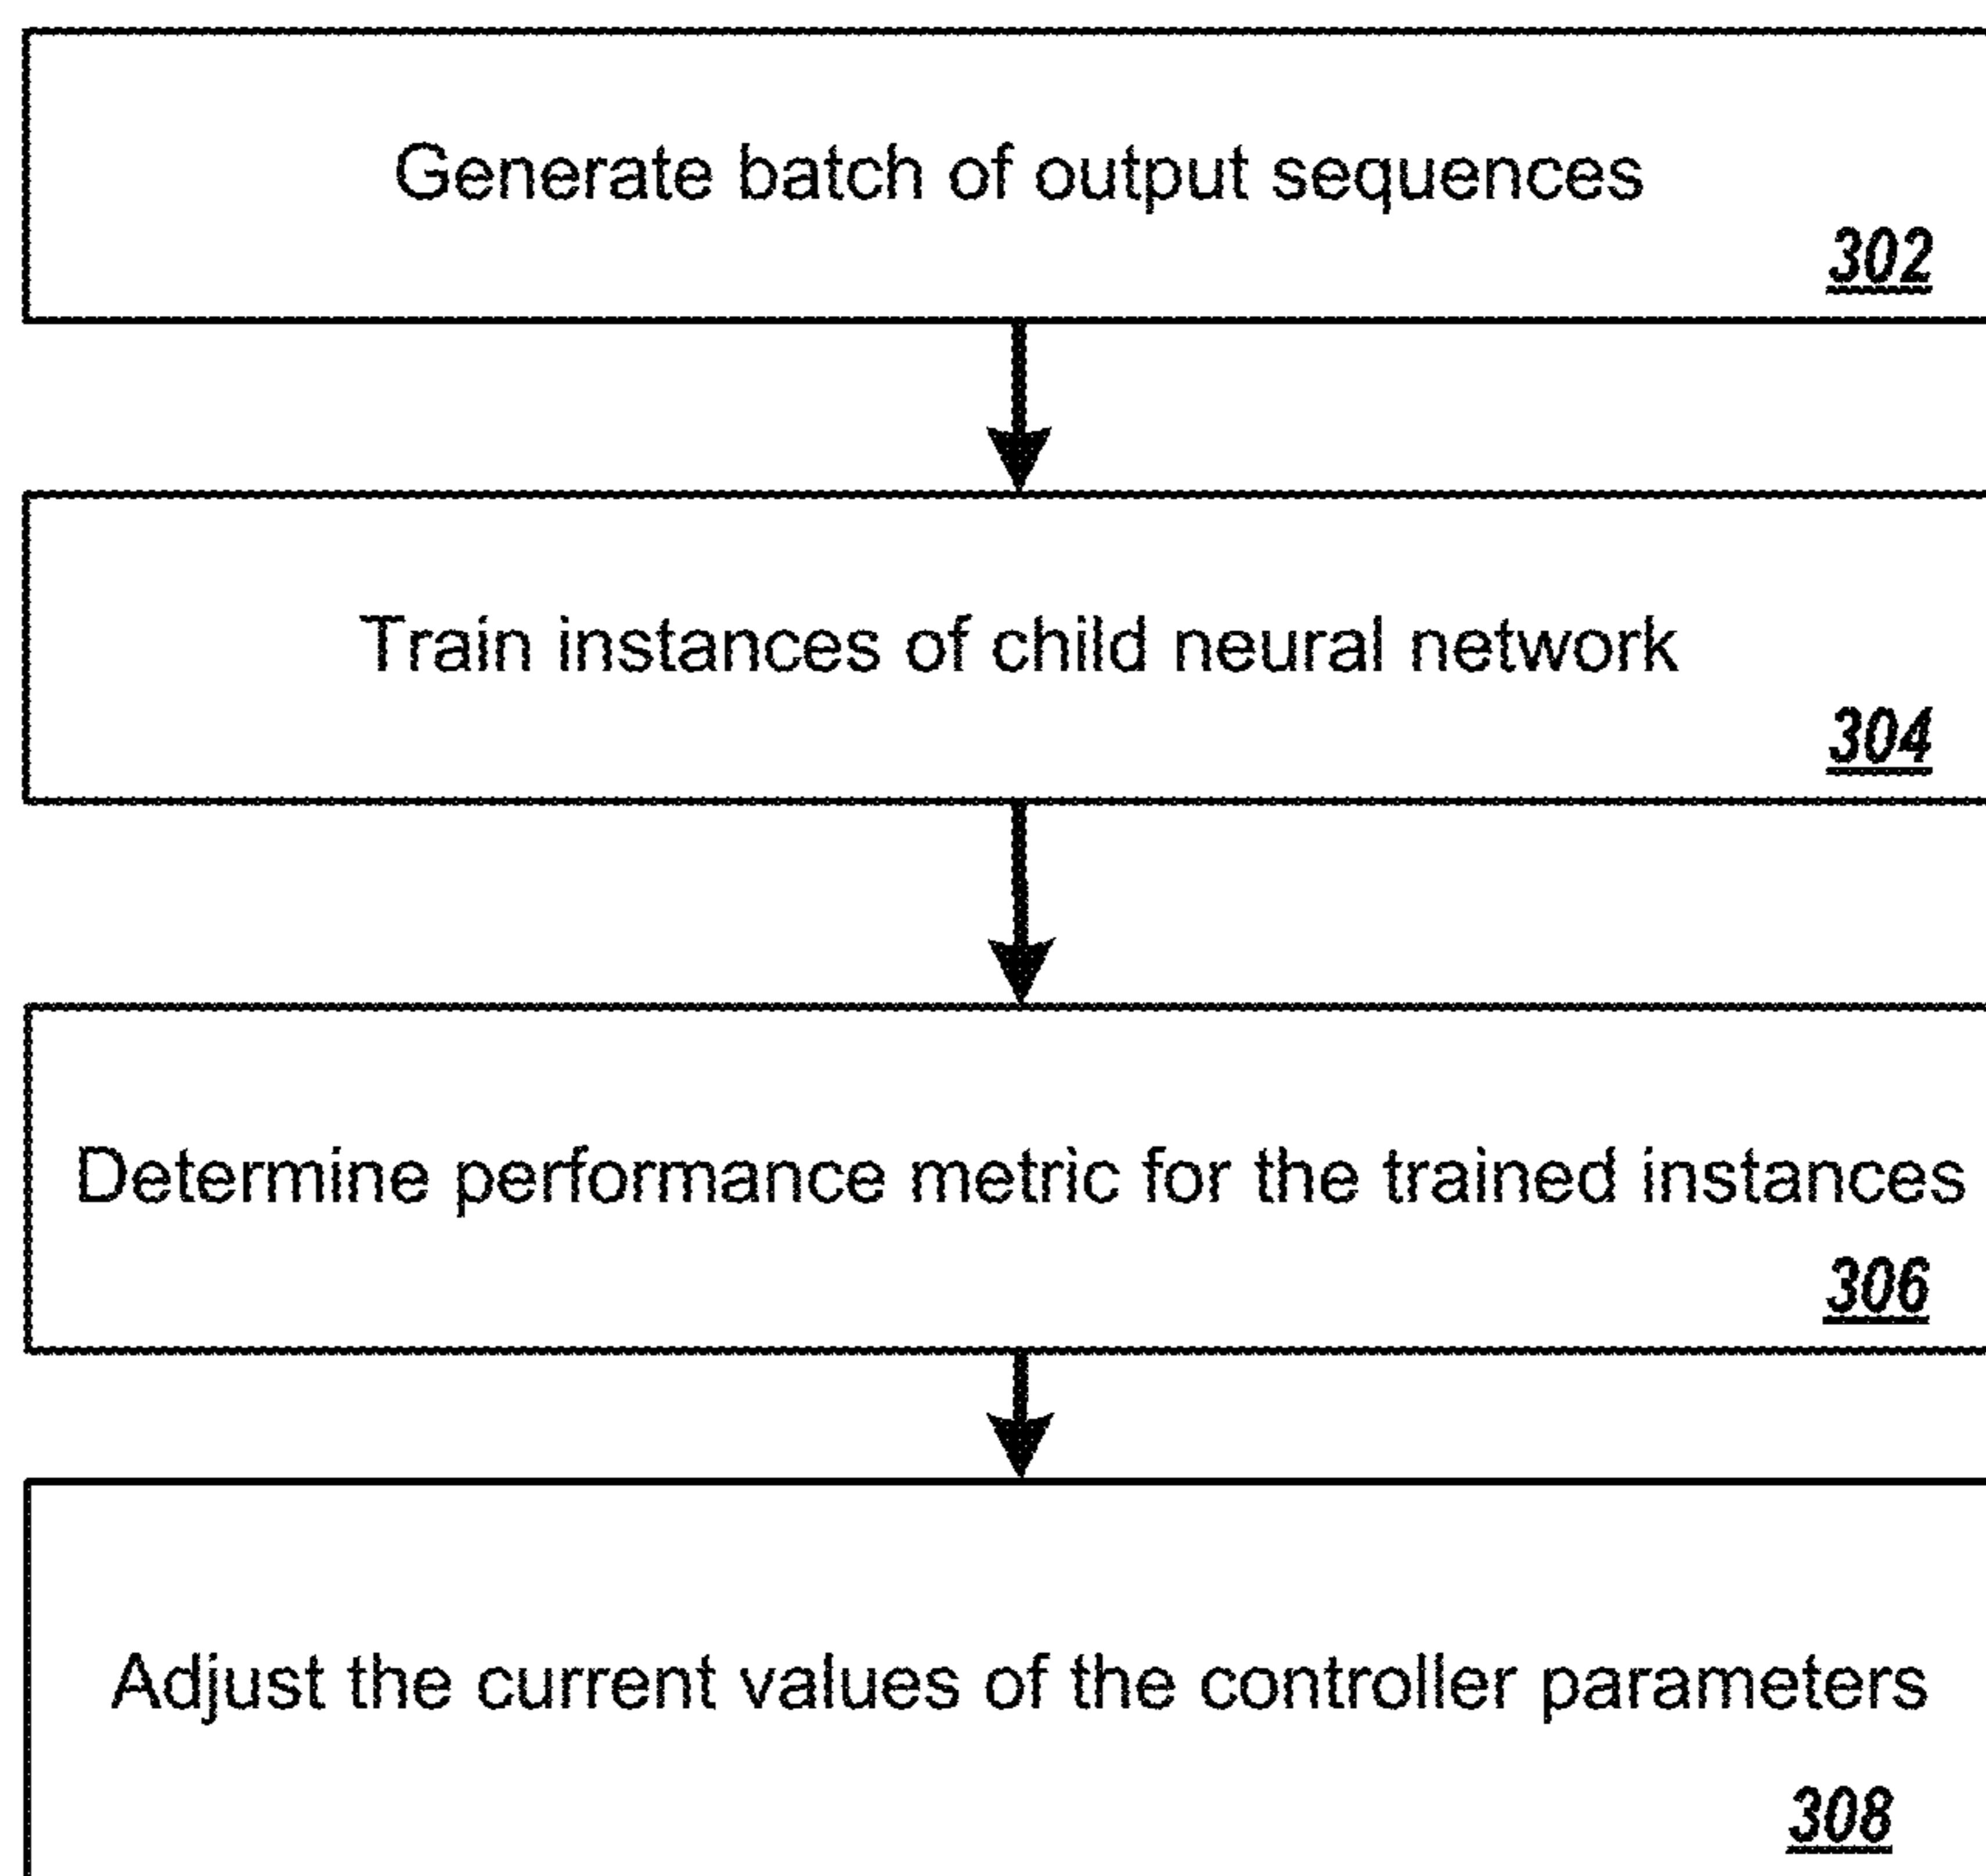 Generate batch of output sequences
302
Train instances of child neural network
304
Determine performance metric for the trained instances
306
Adjust the current values of the controller parameters
308